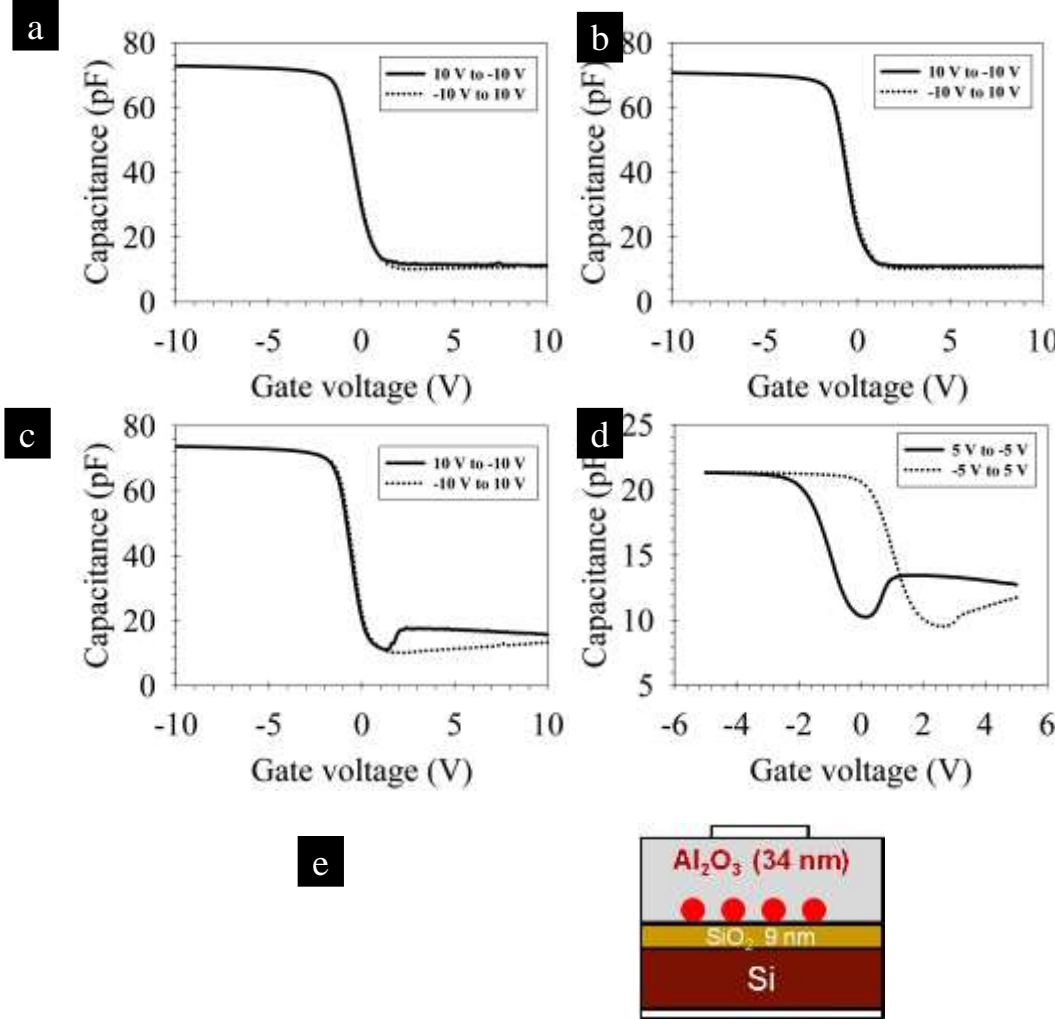 a
80
60
40
20
0
Capacitance (pF)
10 V to -10 V
-10 V to 10 V
-10 -5 0 5 10
Gate voltage (V)
b
80
60
40
20
0
Capacitance (pF)
10 V to -10 V
-10 V to 10 V
-10 -5 0 5 10
Gate voltage (V)
c
80
60
40
20
0
Capacitance (pF)
10 V to -10 V
-10 V to 10 V
-10 -5 0 5 10
Gate voltage (V)
d
25
20
15
10
5
Capacitance (pF)
5 V to -5 V
-5 V to 5 V
-6 -4 -2 0 2 4 6
Gate voltage (V)
e
Al₂O₃ (34 nm)
SiO₂ 9 nm
Si